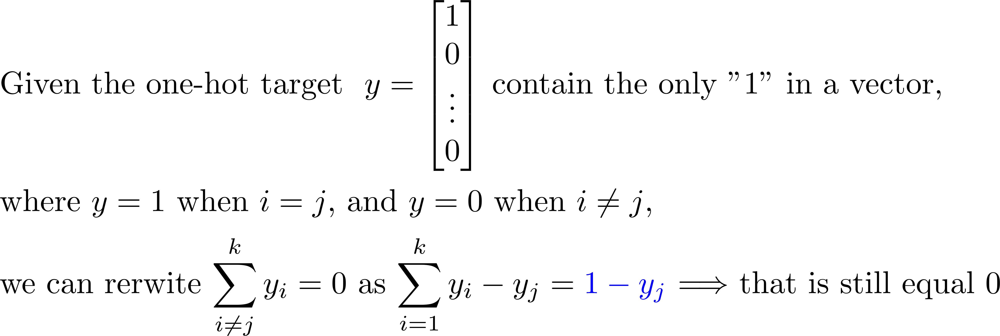 Given the one-hot target $y = \begin{bmatrix} 1 \\ 0 \\ \vdots \\ 0 \end{bmatrix}$ contain the only ”1” in a vector,
where $y = 1$ when $i = j$, and $y = 0$ when $i \neq j$,
we can rerwite $\sum_{i \neq j}^{k} y_i = 0$ as $\sum_{i=1}^{k} y_i - y_j = 1 - y_j \Longrightarrow$ that is still equal 0